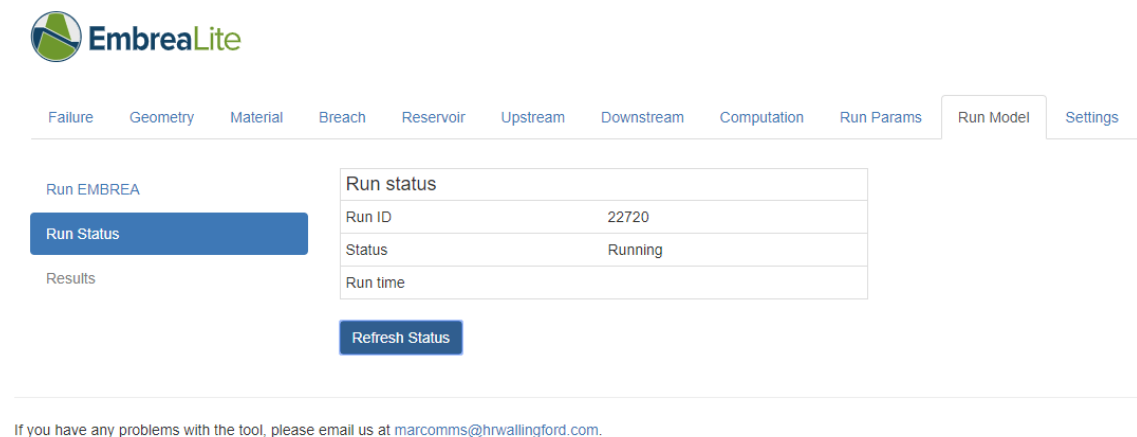 EmbreaLite
Failure Geometry Material Breach Reservoir Upstream Downstream Computation Run Params Run Model Settings
Run EMBREA
Run Status
Results
Run status
Run ID 22720
Status Running
Run time
Refresh Status
If you have any problems with the tool, please email us at marcomms@hrwallingford.com.